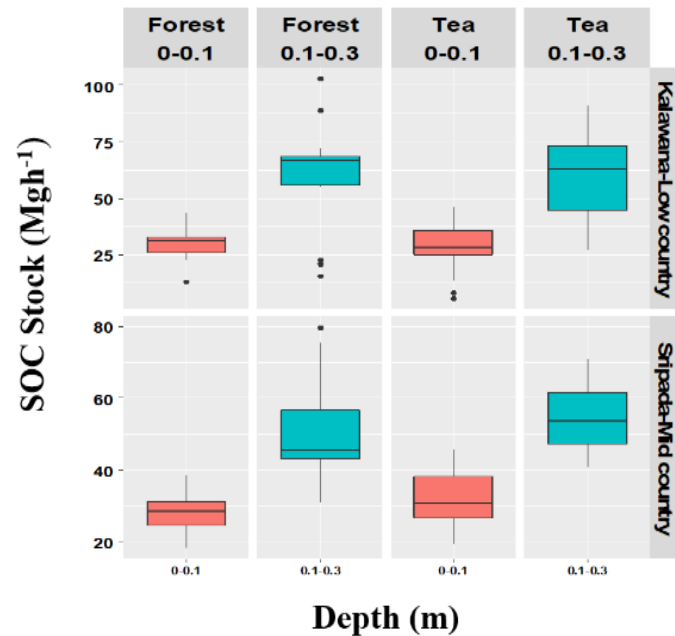 Forest Forest Tea Tea
0-0.1 0.1-0.3 0-0.1 0.1-0.3
100
75
50
25
Kalawana-Low country
SOC Stock (Mgh⁻¹)
80
60
40
20
Sripada-Mid country
0-0.1 0.1-0.3 0-0.1 0.1-0.3
Depth (m)